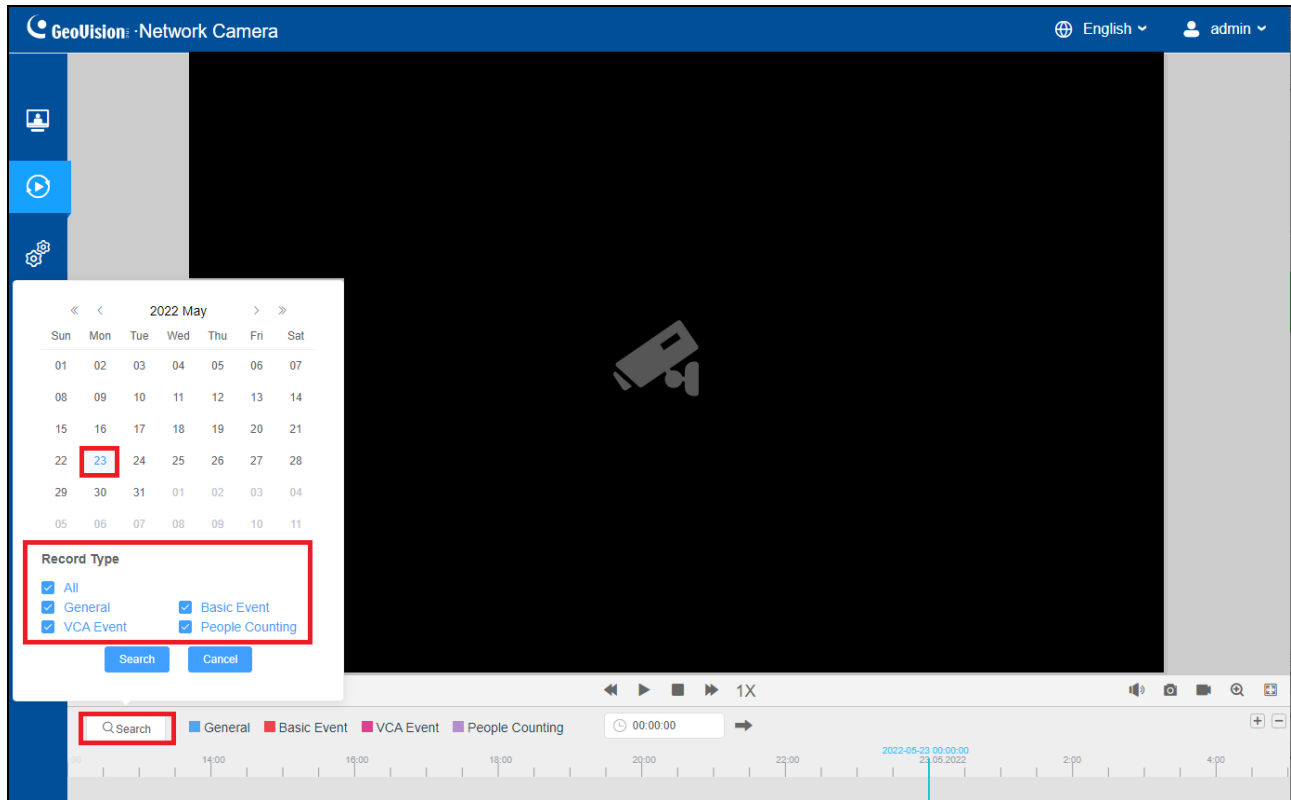 GeoVision · Network Camera
English
admin
2022 May
Sun Mon Tue Wed Thu Fri Sat
01 02 03 04 05 06 07
08 09 10 11 12 13 14
15 16 17 18 19 20 21
22 23 24 25 26 27 28
29 30 31 01 02 03 04
05 06 07 08 09 10 11
Record Type
All
General Basic Event
VCA Event People Counting
Search Cancel
1X
Search General Basic Event VCA Event People Counting 00:00:00
2022-05-23 00:00:00
14:00 16:00 18:00 20:00 22:00 23.05.2022 2:00 4:00